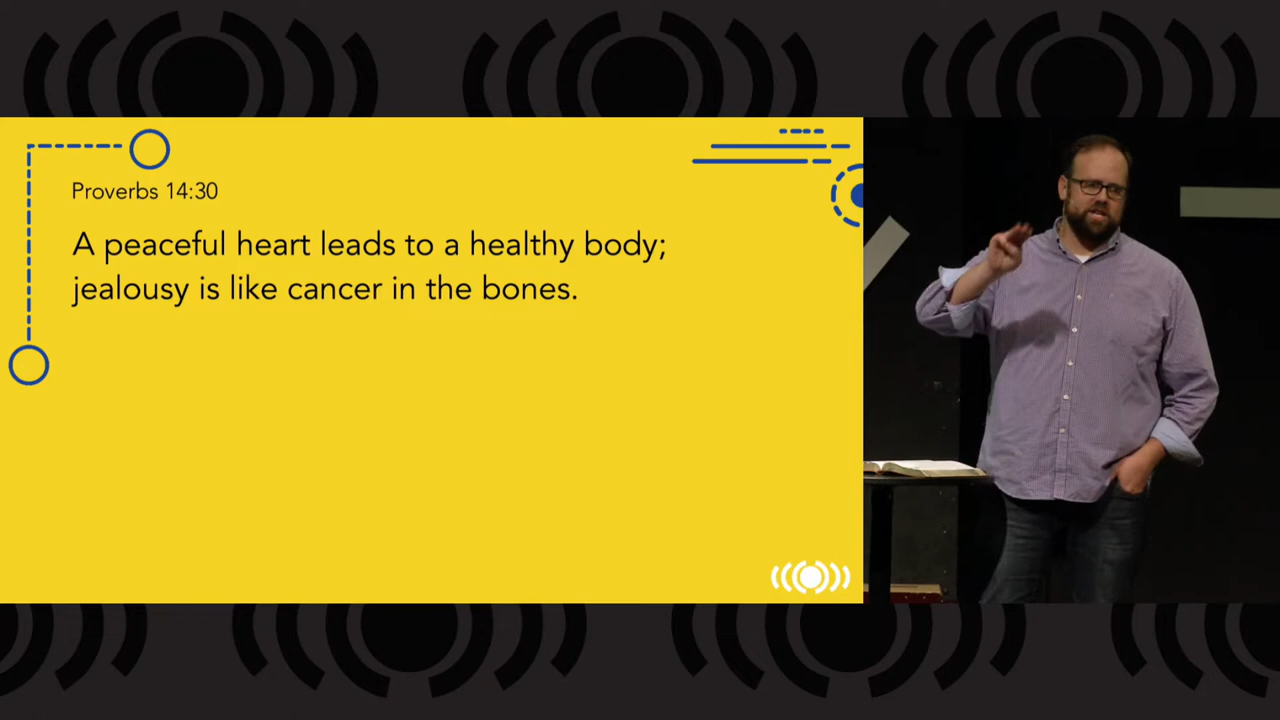 Proverbs 14:30
A peaceful heart leads to a healthy body;
jealousy is like cancer in the bones.